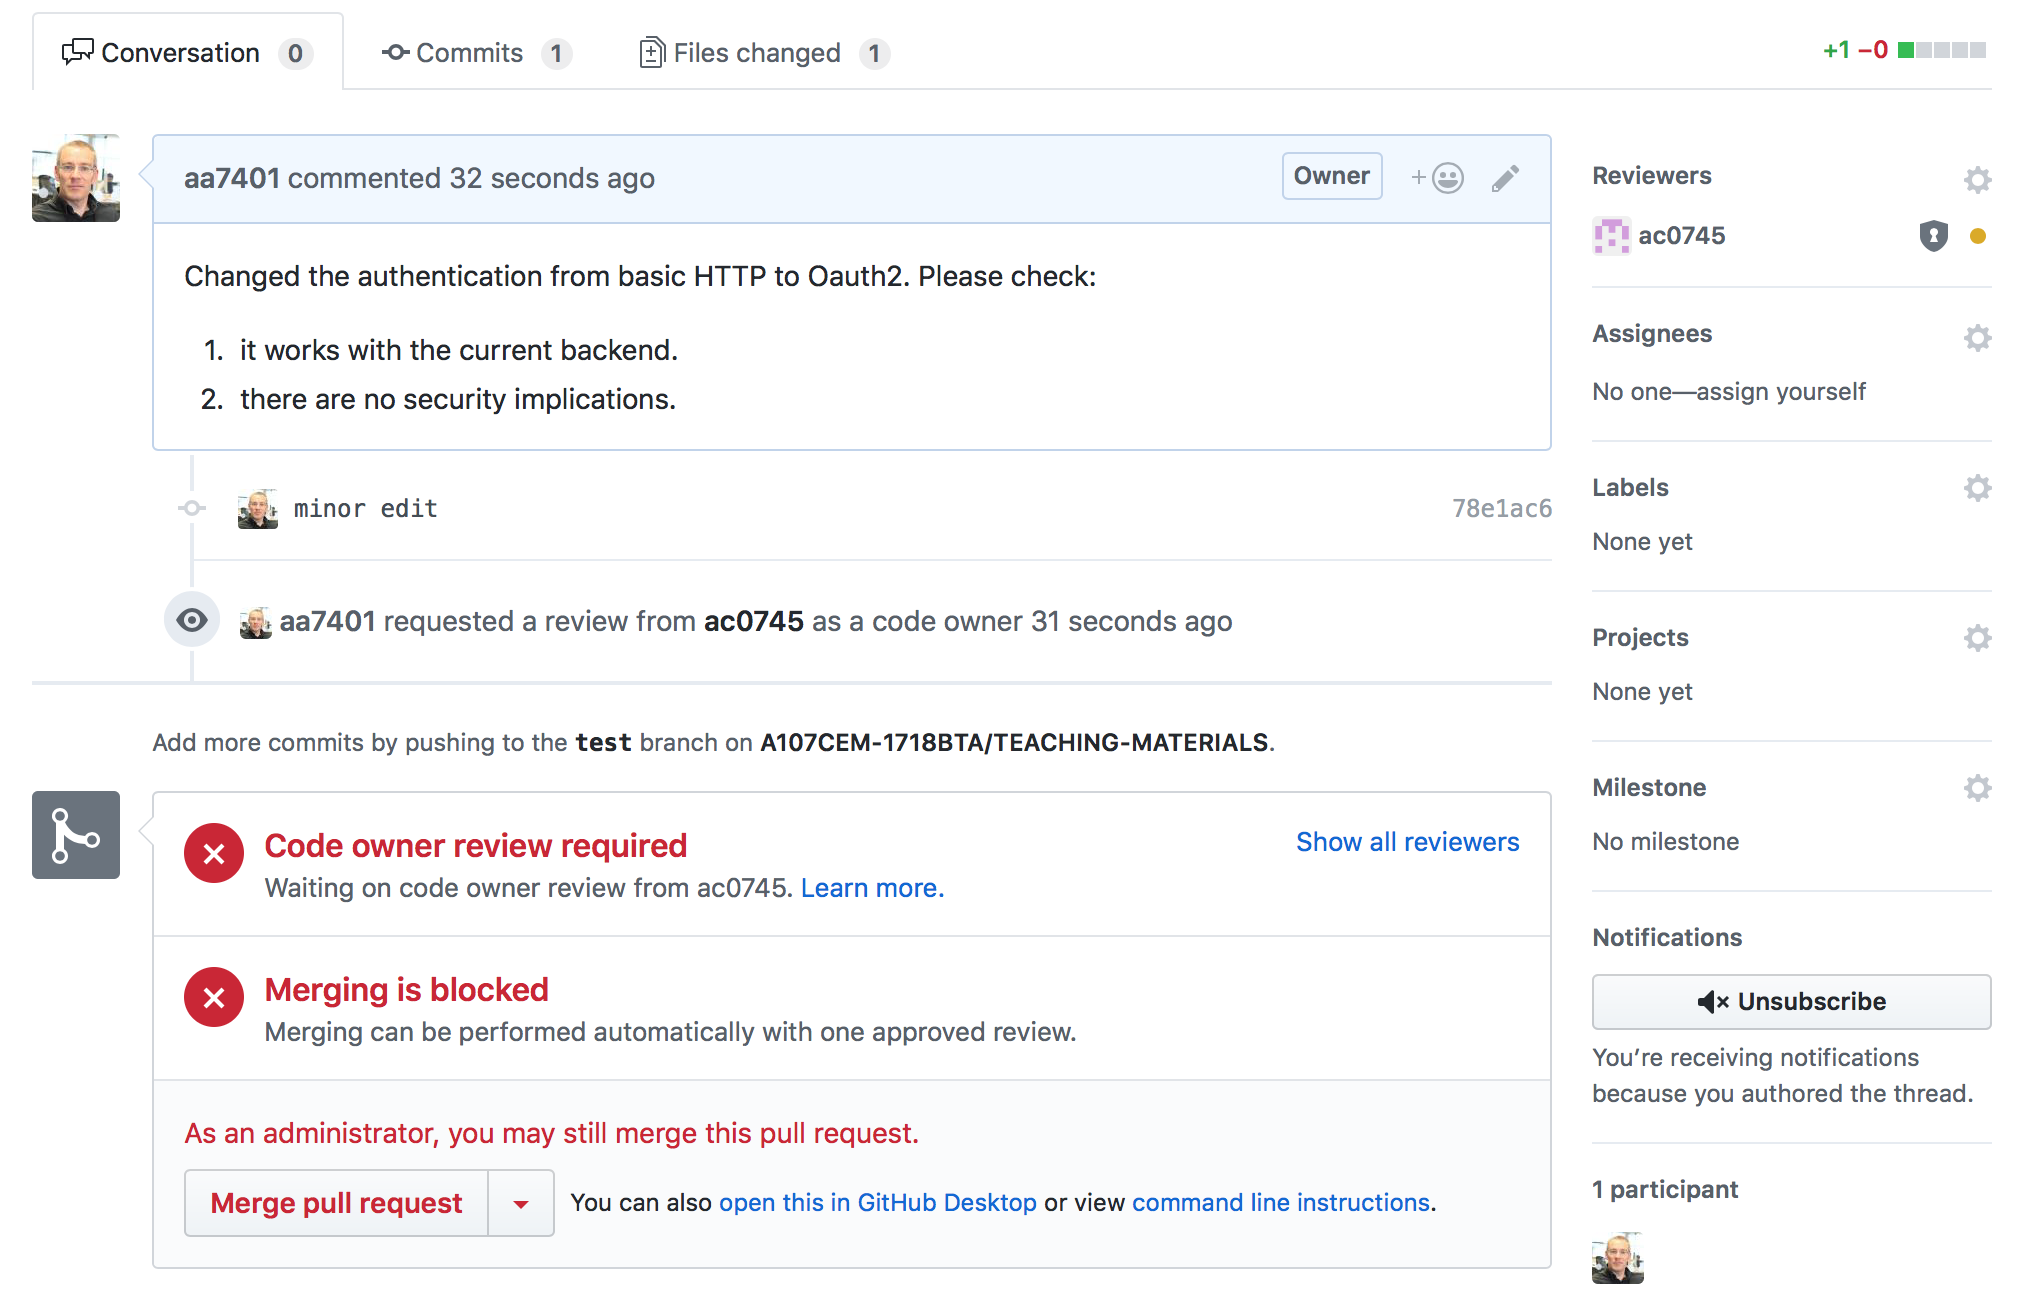 Conversation 0
Commits 1
Files changed 1
+1 −0
aa7401 commented 32 seconds ago
Owner
Changed the authentication from basic HTTP to Oauth2. Please check:
1. it works with the current backend.
2. there are no security implications.
minor edit
78e1ac6
aa7401 requested a review from ac0745 as a code owner 31 seconds ago
Add more commits by pushing to the test branch on A107CEM-1718BTA/TEACHING-MATERIALS.
Code owner review required
Show all reviewers
Waiting on code owner review from ac0745. Learn more.
Merging is blocked
Merging can be performed automatically with one approved review.
As an administrator, you may still merge this pull request.
Merge pull request
You can also open this in GitHub Desktop or view command line instructions.
Reviewers
ac0745
Assignees
No one—assign yourself
Labels
None yet
Projects
None yet
Milestone
No milestone
Notifications
Unsubscribe
You’re receiving notifications
because you authored the thread.
1 participant